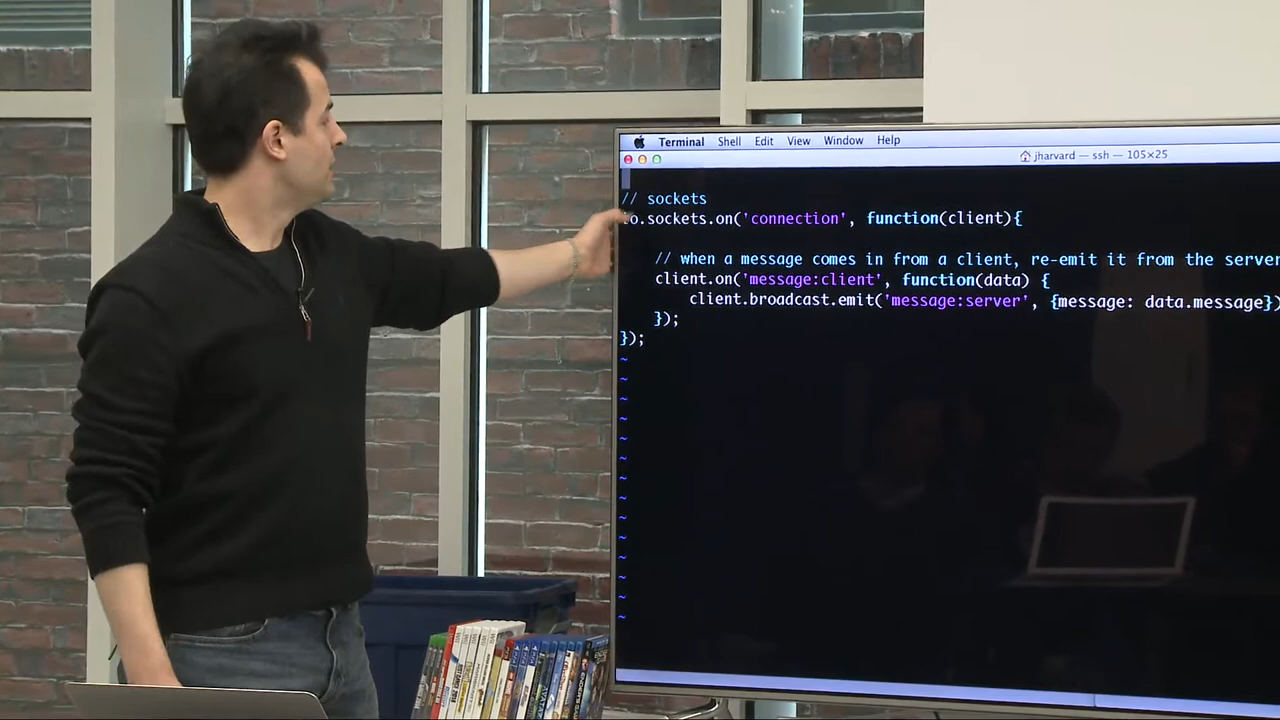 Terminal Shell Edit View Window Help
jharvard — ssh — 105×25
// sockets
io.sockets.on('connection', function(client){
// when a message comes in from a client, re-emit it from the server
client.on('message:client', function(data) {
client.broadcast.emit('message:server', {message: data.message})
});
});
~
~
~
~
~
~
~
~
~
~
~
~
~
~